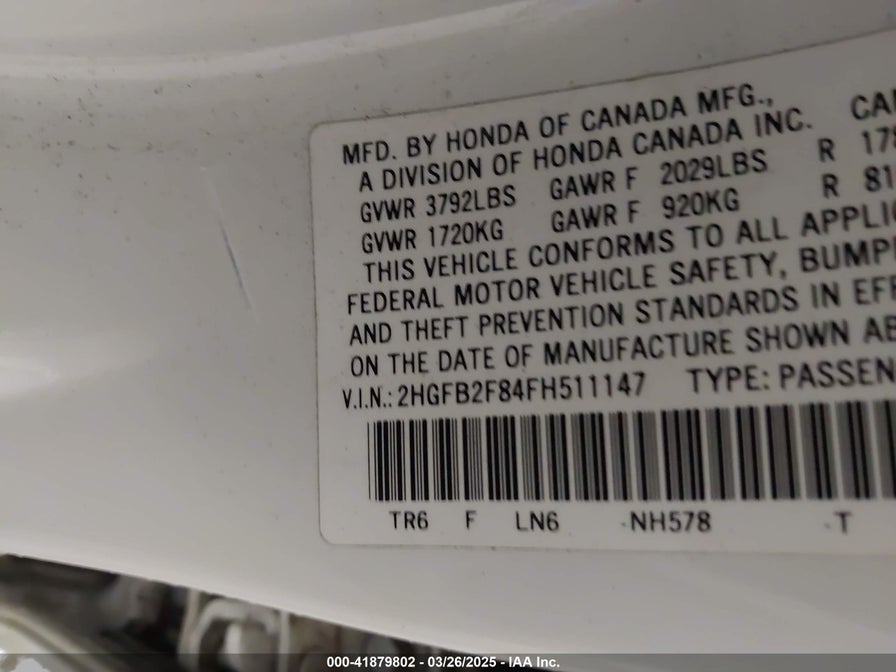 MFD. BY HONDA OF CANADA MFG.,
A DIVISION OF HONDA CANADA INC.
GVWR 3792LBS GAWR F 2029LBS R
GVWR 1720KG GAWR F 920KG R
THIS VEHICLE CONFORMS TO ALL
FEDERAL MOTOR VEHICLE SAFETY,
AND THEFT PREVENTION STANDARDS IN
ON THE DATE OF MANUFACTURE SHOWN
V.I.N.: 2HGFB2F84FH511147 TYPE:
TR6 F LN6 NH578 T
000-41879802 - 03/26/2025 - IAA Inc.